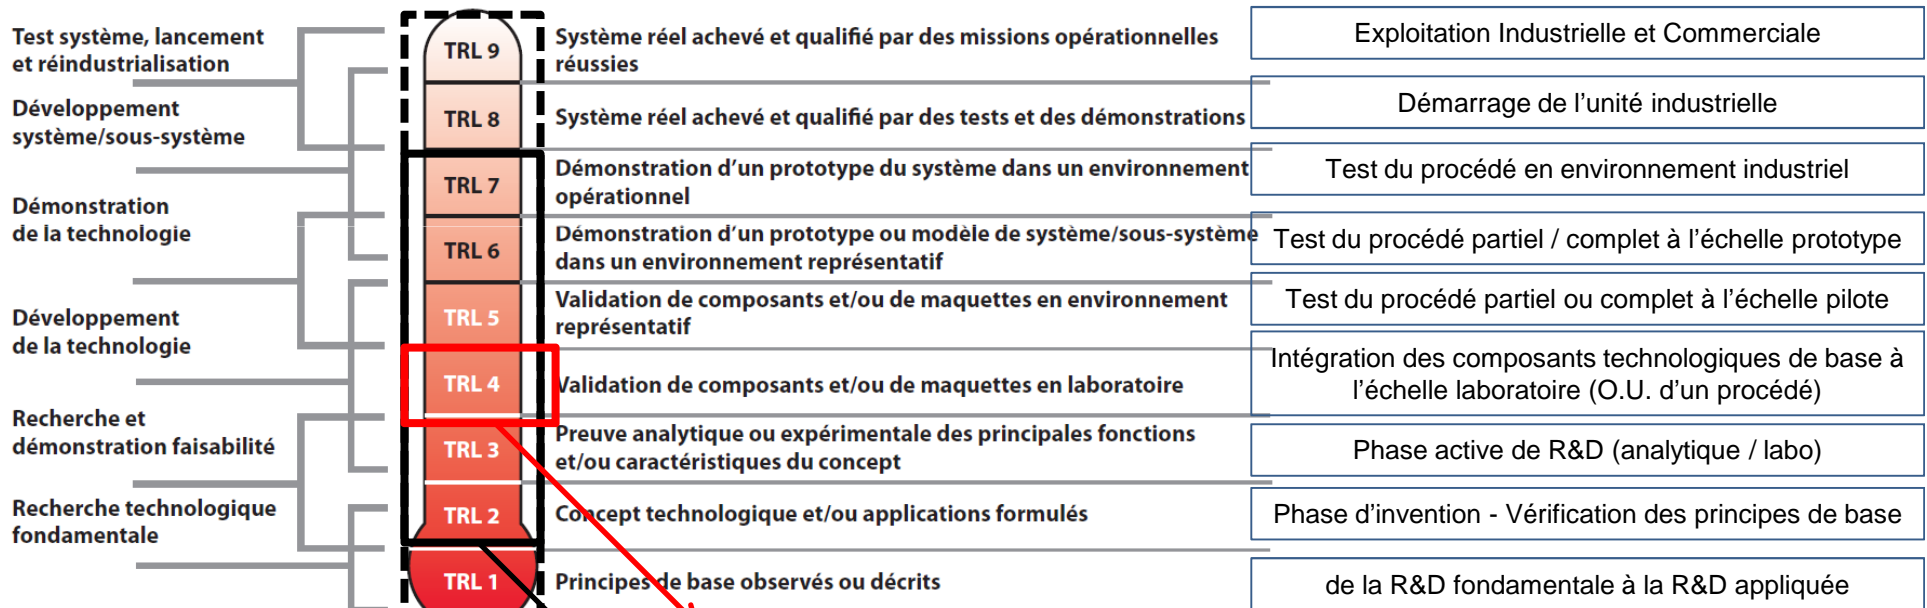 Test système, lancement
et réindustrialisation
Développement
système/sous-système
Démonstration
de la technologie
Développement
de la technologie
Recherche et
démonstration faisabilité
Recherche technologique
fondamentale
TRL 9
Système réel achevé et qualifié par des missions opérationnelles
réussies
Exploitation Industrielle et Commerciale
TRL 8
Système réel achevé et qualifié par des tests et des démonstrations
Démarrage de l’unité industrielle
TRL 7
Démonstration d’un prototype du système dans un environnement
opérationnel
Test du procédé en environnement industriel
TRL 6
Démonstration d’un prototype ou modèle de système/sous-système
dans un environnement représentatif
Test du procédé partiel / complet à l’échelle prototype
TRL 5
Validation de composants et/ou de maquettes en environnement
représentatif
Test du procédé partiel ou complet à l’échelle pilote
TRL 4
Validation de composants et/ou de maquettes en laboratoire
Intégration des composants technologiques de base à
l’échelle laboratoire (O.U. d’un procédé)
TRL 3
Preuve analytique ou expérimentale des principales fonctions
et/ou caractéristiques du concept
Phase active de R&D (analytique / labo)
TRL 2
Concept technologique et/ou applications formulés
Phase d’invention - Vérification des principes de base
TRL 1
Principes de base observés ou décrits
de la R&D fondamentale à la R&D appliquée